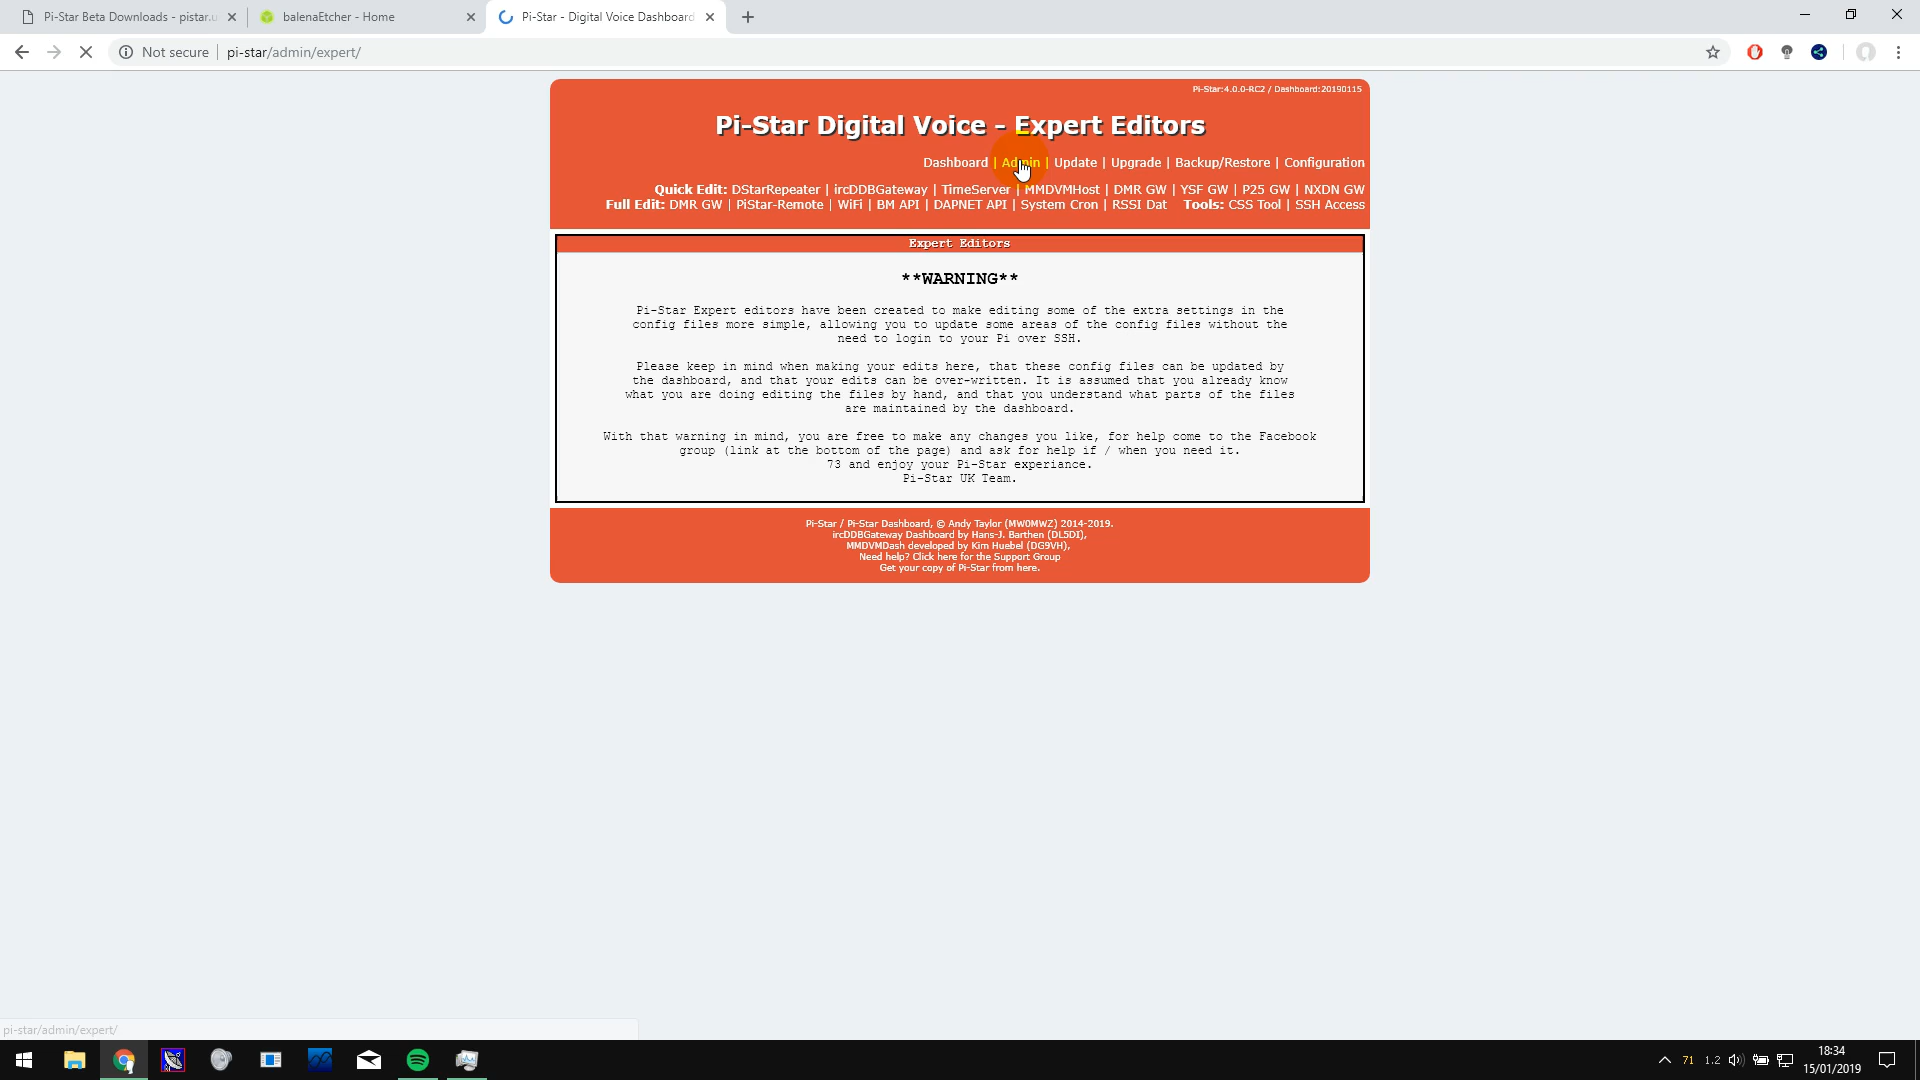 Pi-Star Beta Downloads - pistar.u
balenaEtcher - Home
Pi-Star - Digital Voice Dashboard
Not secure | pi-star/admin/expert/
Pi-Star:4.0.0-RC2 / Dashboard:20190115
Pi-Star Digital Voice - Expert Editors
Dashboard | Admin | Update | Upgrade | Backup/Restore | Configuration
Quick Edit: DStarRepeater | ircDDBGateway | TimeServer | MMDVMHost | DMR GW | YSF GW | P25 GW | NXDN GW
Full Edit: DMR GW | PiStar-Remote | WiFi | BM API | DAPNET API | System Cron | RSSI Dat Tools: CSS Tool | SSH Access
Expert Editors
**WARNING**
Pi-Star Expert editors have been created to make editing some of the extra settings in the
config files more simple, allowing you to update some areas of the config files without the
need to login to your Pi over SSH.
Please keep in mind when making your edits here, that these config files can be updated by
the dashboard, and that your edits can be over-written. It is assumed that you already know
what you are doing editing the files by hand, and that you understand what parts of the files
are maintained by the dashboard.
With that warning in mind, you are free to make any changes you like, for help come to the Facebook
group (link at the bottom of the page) and ask for help if / when you need it.
73 and enjoy your Pi-Star experiance.
Pi-Star UK Team.
Pi-Star / Pi-Star Dashboard, © Andy Taylor (MW0MWZ) 2014-2019.
ircDDBGateway Dashboard by Hans-J. Barthen (DL5DI),
MMDVMDash developed by Kim Huebel (DG9VH),
Need help? Click here for the Support Group
Get your copy of Pi-Star from here.
pi-star/admin/expert/
71 1.2
18:34
15/01/2019